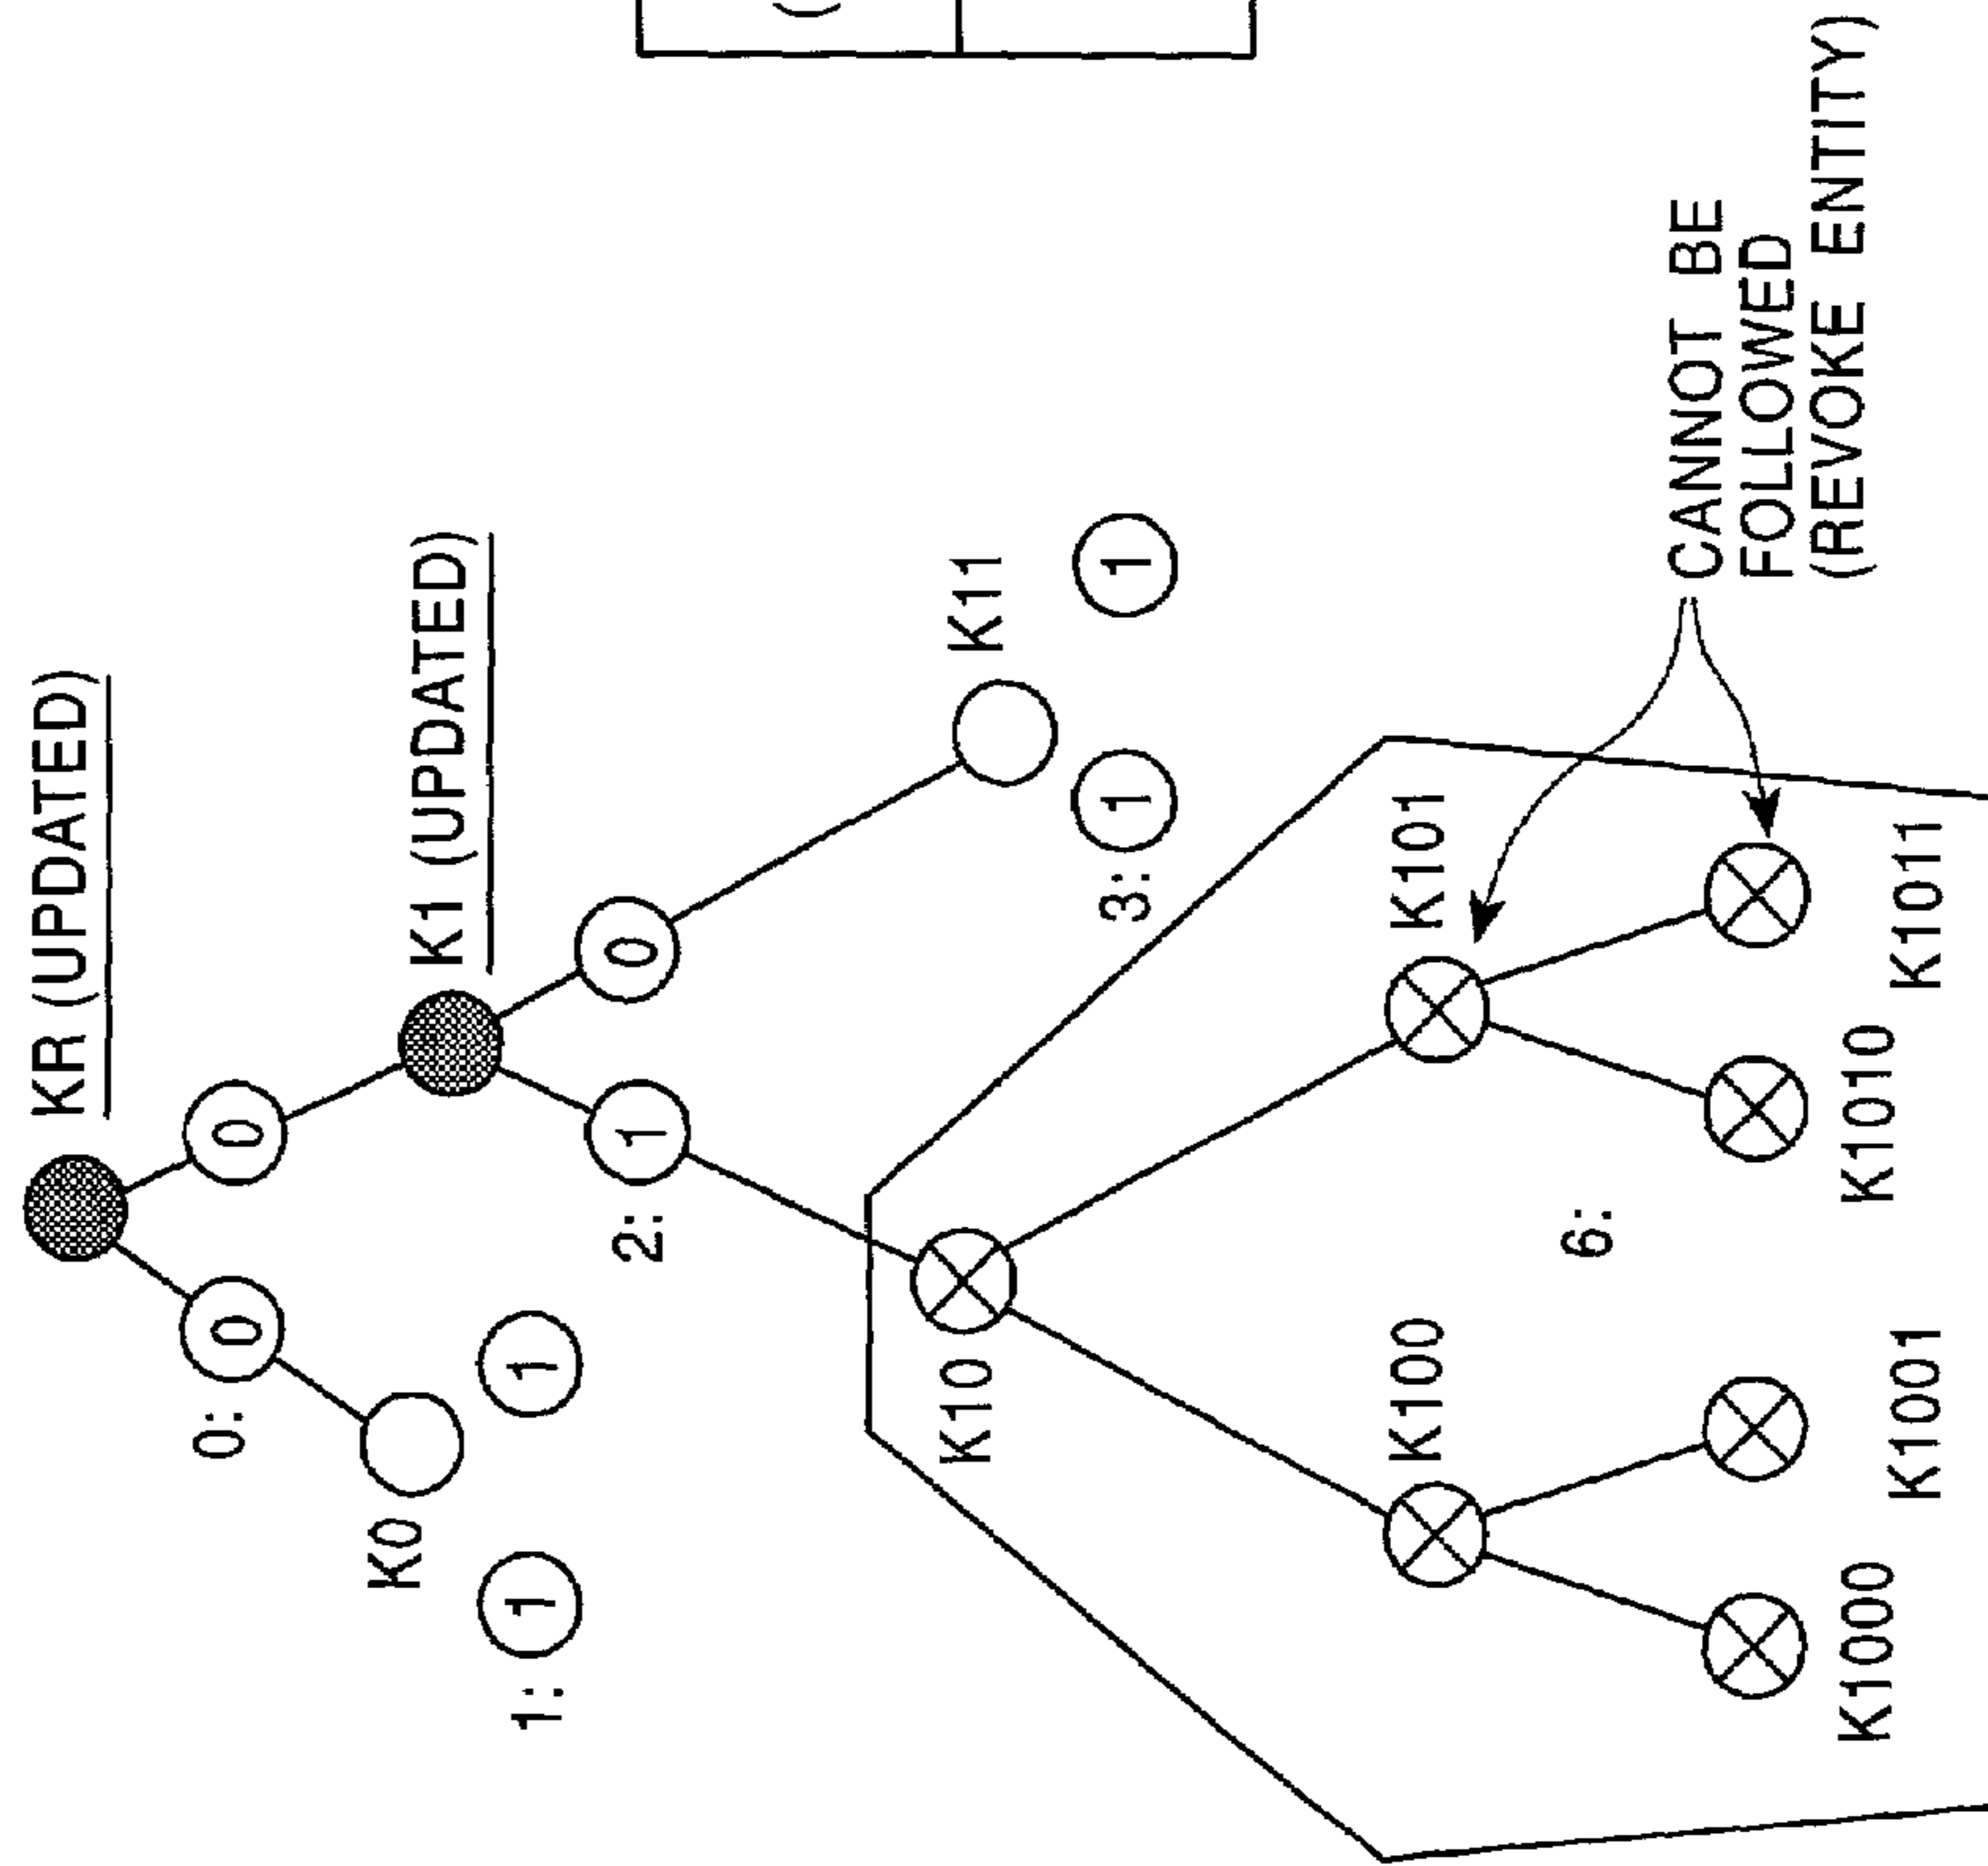 KR (UPDATED)
0: 0 0
K0
K1 (UPDATED)
1: 1 1
2: 1 0
K10
K11
3: 1 1
K100
K101
6:
CANNOT BE
FOLLOWED
(REVOKE ENTITY)
K1000
K1001
K1010
K1011
(